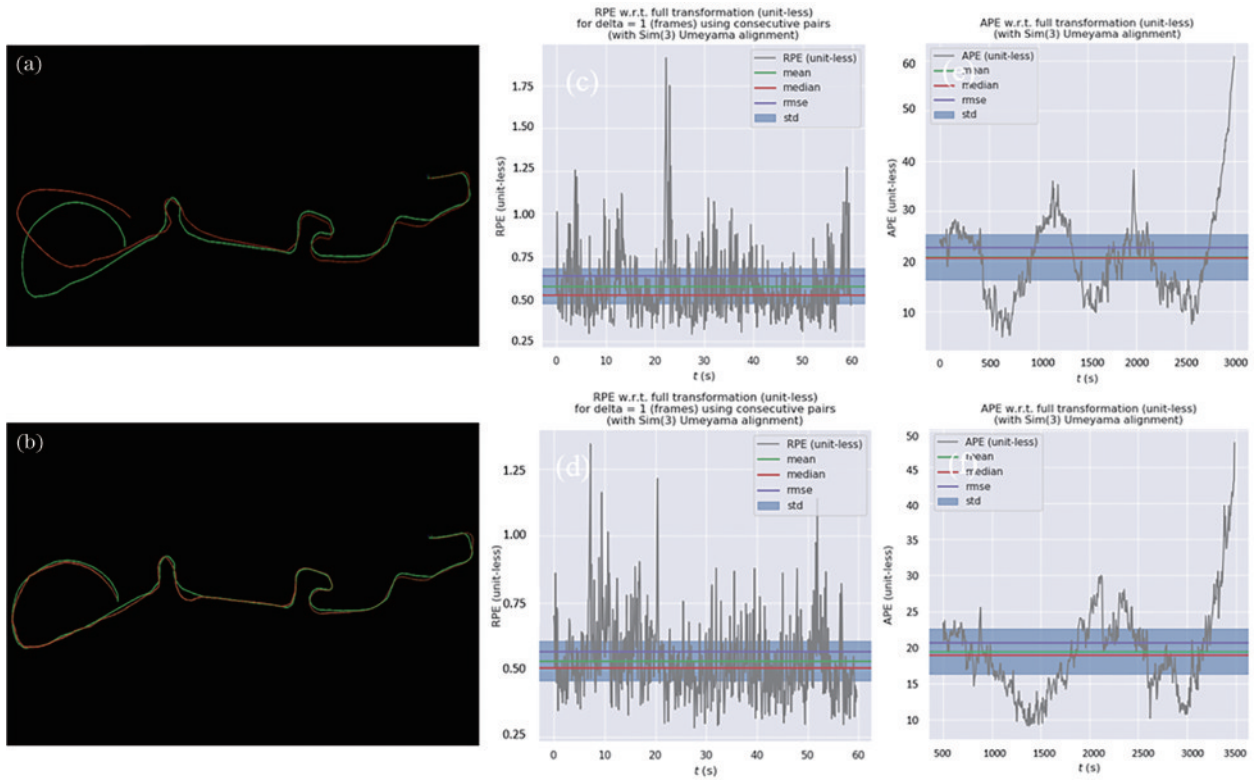 (a)
RPE w.r.t. full transformation (unit-less)
for delta = 1 (frames) using consecutive pairs
(with Sim(3) Umeyama alignment)
(c)
RPE (unit-less)
mean
median
rmse
std
RPE (unit-less)
1.75
1.50
1.25
1.00
0.75
0.50
0.25
0 10 20 30 40 50 60
t (s)
APE w.r.t. full transformation (unit-less)
(with Sim(3) Umeyama alignment)
APE (unit-less)
mean
median
rmse
std
APE (unit-less)
60
50
40
30
20
10
0 500 1000 1500 2000 2500 3000
t (s)
(b)
RPE w.r.t. full transformation (unit-less)
for delta = 1 (frames) using consecutive pairs
(with Sim(3) Umeyama alignment)
(d)
RPE (unit-less)
mean
median
rmse
std
RPE (unit-less)
1.25
1.00
0.75
0.50
0.25
0 10 20 30 40 50 60
t (s)
APE w.r.t. full transformation (unit-less)
(with Sim(3) Umeyama alignment)
APE (unit-less)
mean
median
rmse
std
APE (unit-less)
50
45
40
35
30
25
20
15
10
500 1000 1500 2000 2500 3000 3500
t (s)